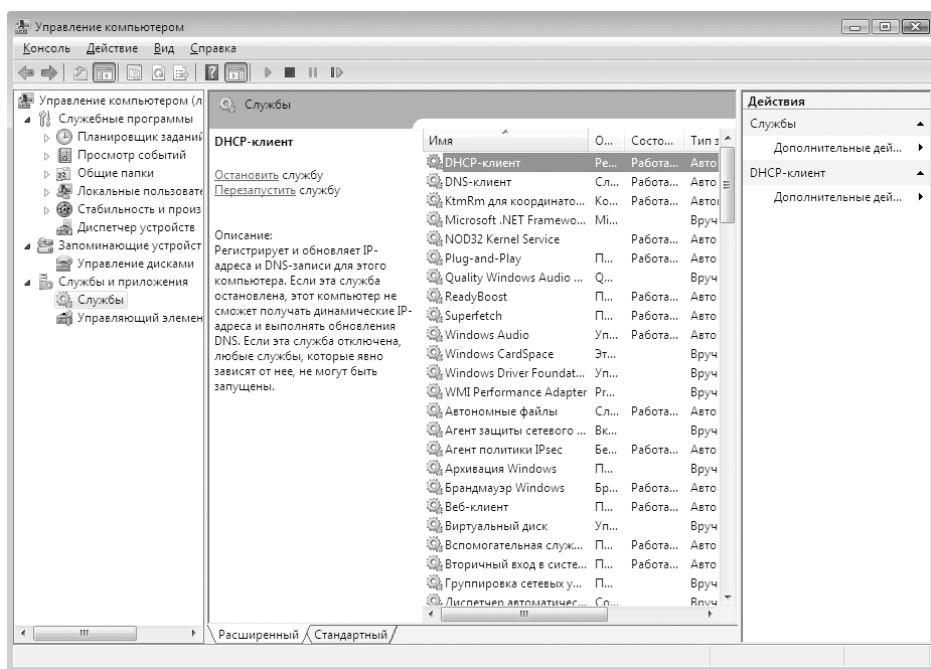 Управление компьютером
Консоль Действие Вид Справка
Управление компьютером (л
Служебные программы
Планировщик заданий
Просмотр событий
Общие папки
Локальные пользовате
Стабильность и произ
Диспетчер устройств
Запоминающие устройст
Управление дисками
Службы и приложения
Службы
Управляющий элемен
Службы
DHCP-клиент
Остановить службу
Перезапустить службу
Описание:
Регистрирует и обновляет IP-
адреса и DNS-записи для этого
компьютера. Если эта служба
остановлена, этот компьютер не
сможет получать динамические IP-
адреса и выполнять обновления
DNS. Если эта служба отключена,
любые службы, которые явно
зависят от нее, не могут быть
запущены.
Имя О... Состо... Тип з
DHCP-клиент Ре... Работа... Авто
DNS-клиент Сл... Работа... Авто
KtmRm для координато... Ко... Работа... Автої
Microsoft .NET Framewo... Mi... Вруч
NOD32 Kernel Service Работа... Авто
Plug-and-Play П... Работа... Авто
Quality Windows Audio ... Q... Вруч
ReadyBoost П... Работа... Авто
Superfetch П... Работа... Авто
Windows Audio Уп... Работа... Авто
Windows CardSpace Эт... Вруч
Windows Driver Foundat... Уп... Вруч
WMI Performance Adapter Pr... Вруч
Автономные файлы Сл... Работа... Авто
Агент защиты сетевого ... Вк... Вруч
Агент политики IPsec Бе... Работа... Авто
Архивация Windows П... Вруч
Брандмауэр Windows Бр... Работа... Авто
Веб-клиент П... Работа... Авто
Виртуальный диск Уп... Вруч
Вспомогательная служ... П... Работа... Авто
Вторичный вход в систе... П... Работа... Авто
Группировка сетевых у... П... Вруч
Диспетчер автоматичес... Со... Вруч
Расширенный Стандартный
Действия
Службы
Дополнительные дей...
DHCP-клиент
Дополнительные дей...